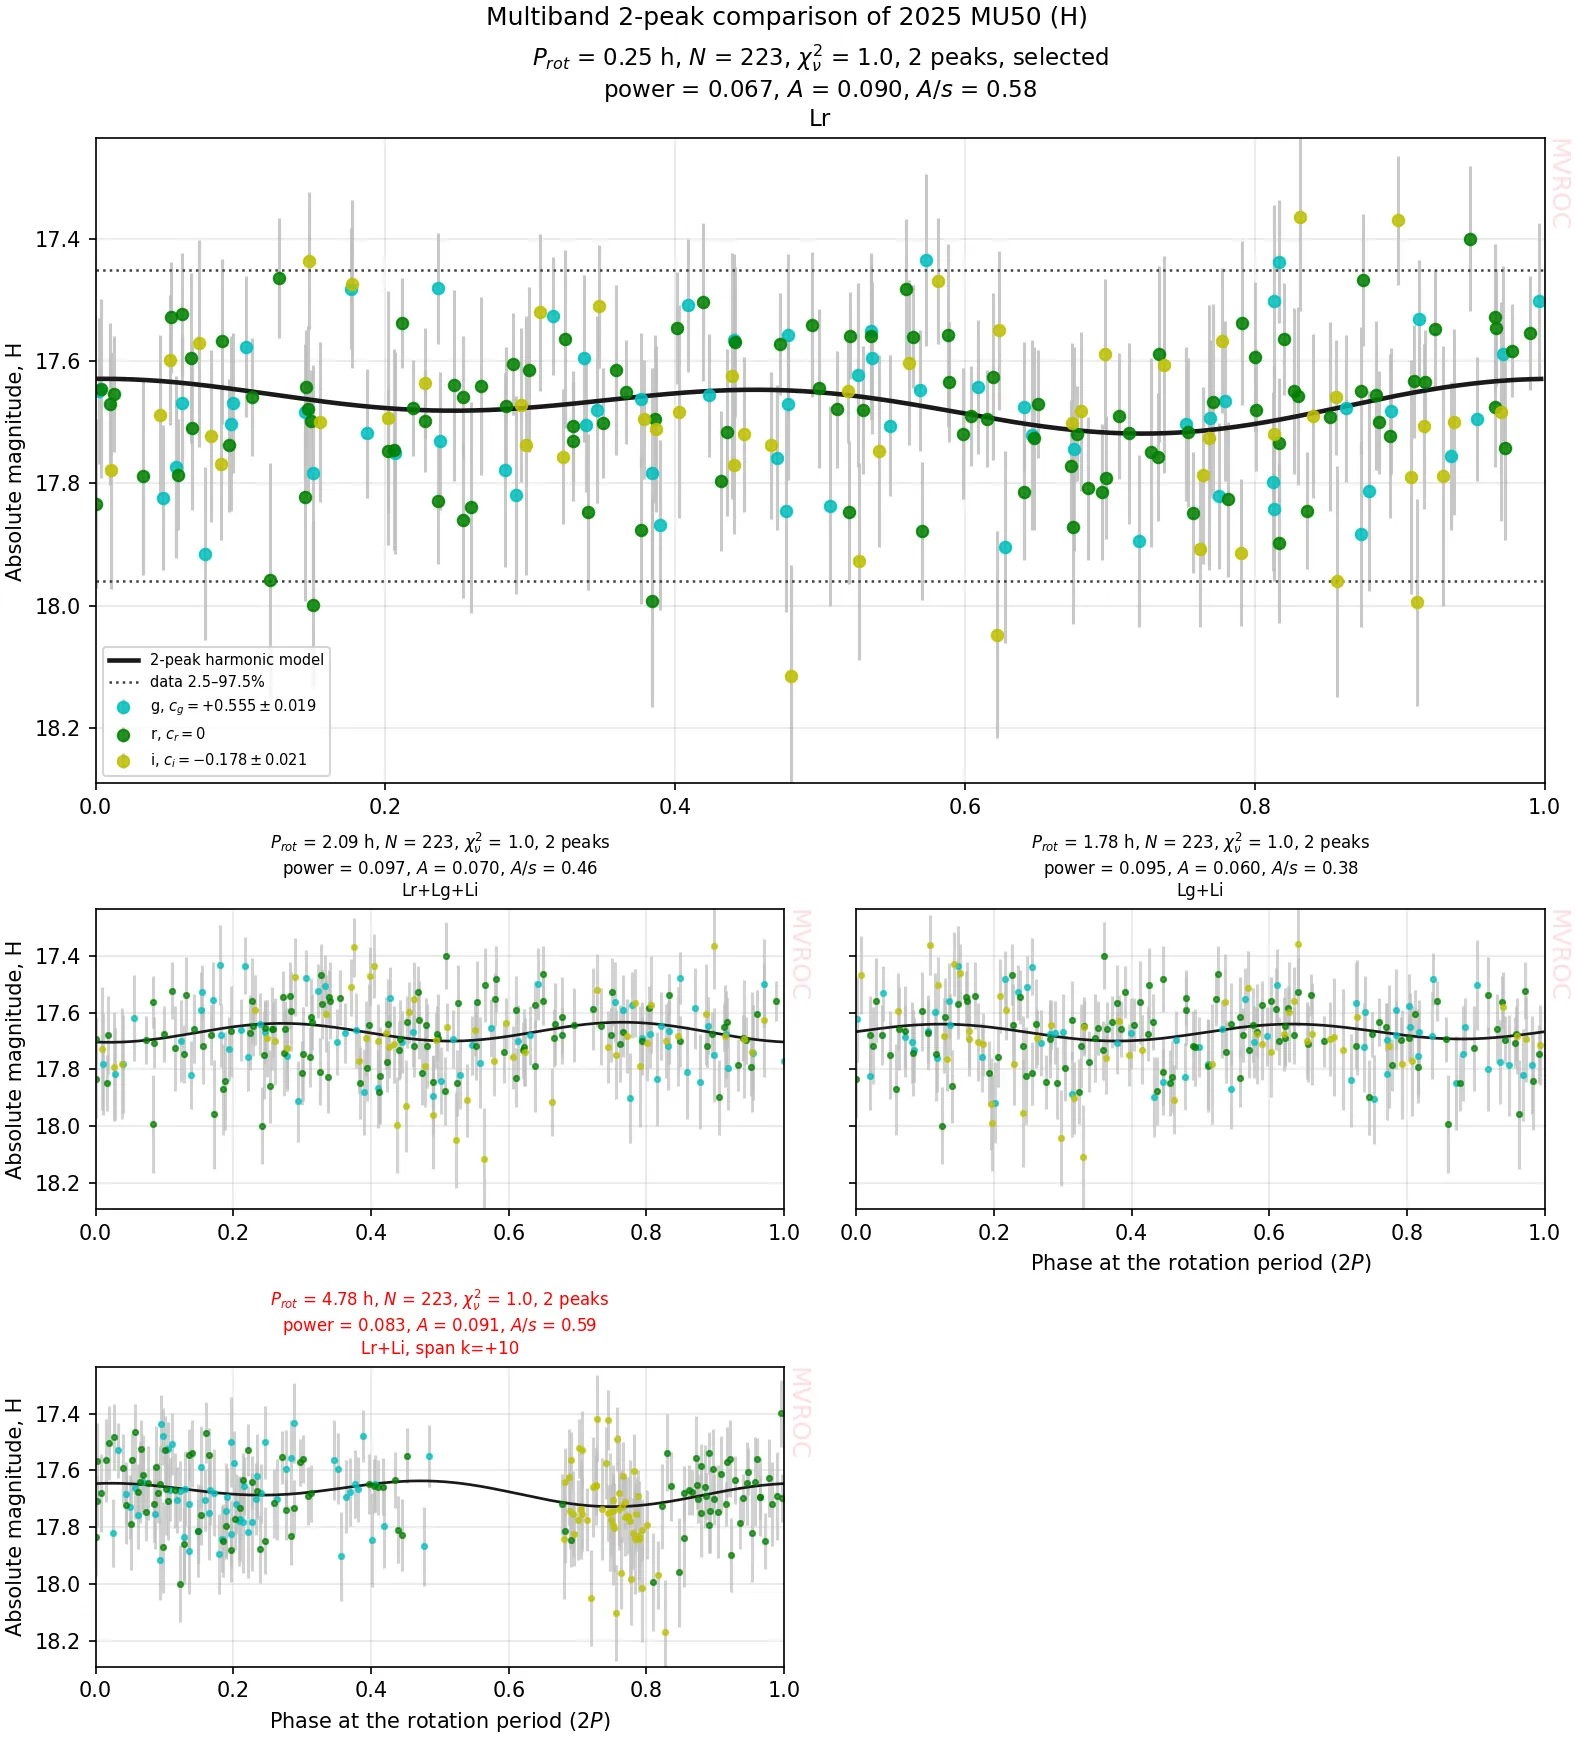 Multiband 2-peak comparison of 2025 MU50 (H)
P_rot = 0.25 h, N = 223, χ²_ν = 1.0, 2 peaks, selected
power = 0.067, A = 0.090, A/s = 0.58
Lr
MVROC
Absolute magnitude, H
17.4
17.6
17.8
18.0
18.2
2-peak harmonic model
data 2.5–97.5%
g, c_g = +0.555 ± 0.019
r, c_r = 0
i, c_i = −0.178 ± 0.021
0.0 0.2 0.4 0.6 0.8 1.0
P_rot = 2.09 h, N = 223, χ²_ν = 1.0, 2 peaks
power = 0.097, A = 0.070, A/s = 0.46
Lr+Lg+Li
MVROC
Absolute magnitude, H
17.4
17.6
17.8
18.0
18.2
0.0 0.2 0.4 0.6 0.8 1.0
P_rot = 1.78 h, N = 223, χ²_ν = 1.0, 2 peaks
power = 0.095, A = 0.060, A/s = 0.38
Lg+Li
MVROC
0.0 0.2 0.4 0.6 0.8 1.0
Phase at the rotation period (2P)
P_rot = 4.78 h, N = 223, χ²_ν = 1.0, 2 peaks
power = 0.083, A = 0.091, A/s = 0.59
Lr+Li, span k=+10
MVROC
Absolute magnitude, H
17.4
17.6
17.8
18.0
18.2
0.0 0.2 0.4 0.6 0.8 1.0
Phase at the rotation period (2P)